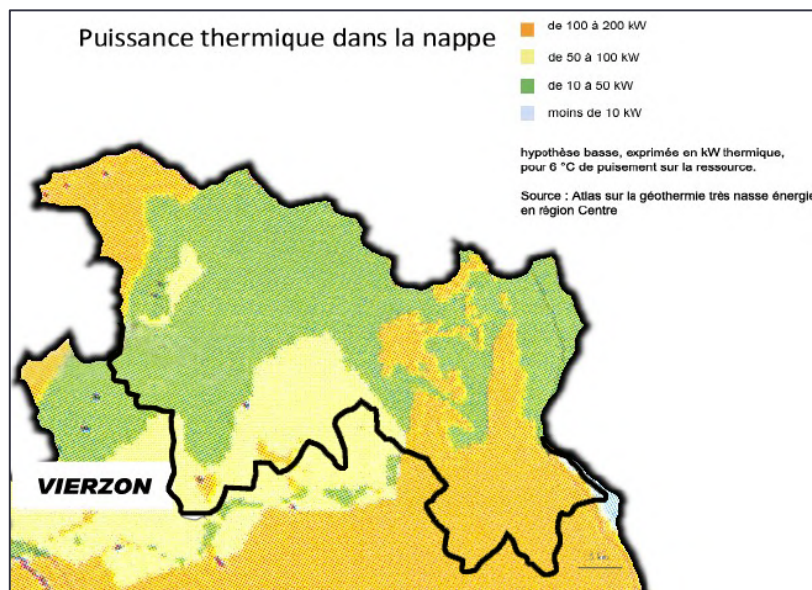 Puissance thermique dans la nappe
de 100 à 200 kW
de 50 à 100 kW
de 10 à 50 kW
moins de 10 kW
hypothèse basse, exprimée en kW thermique,
pour 6 °C de puisement sur la ressource.
Source : Atlas sur la géothermie très nasse énergie
en région Centre
VIERZON